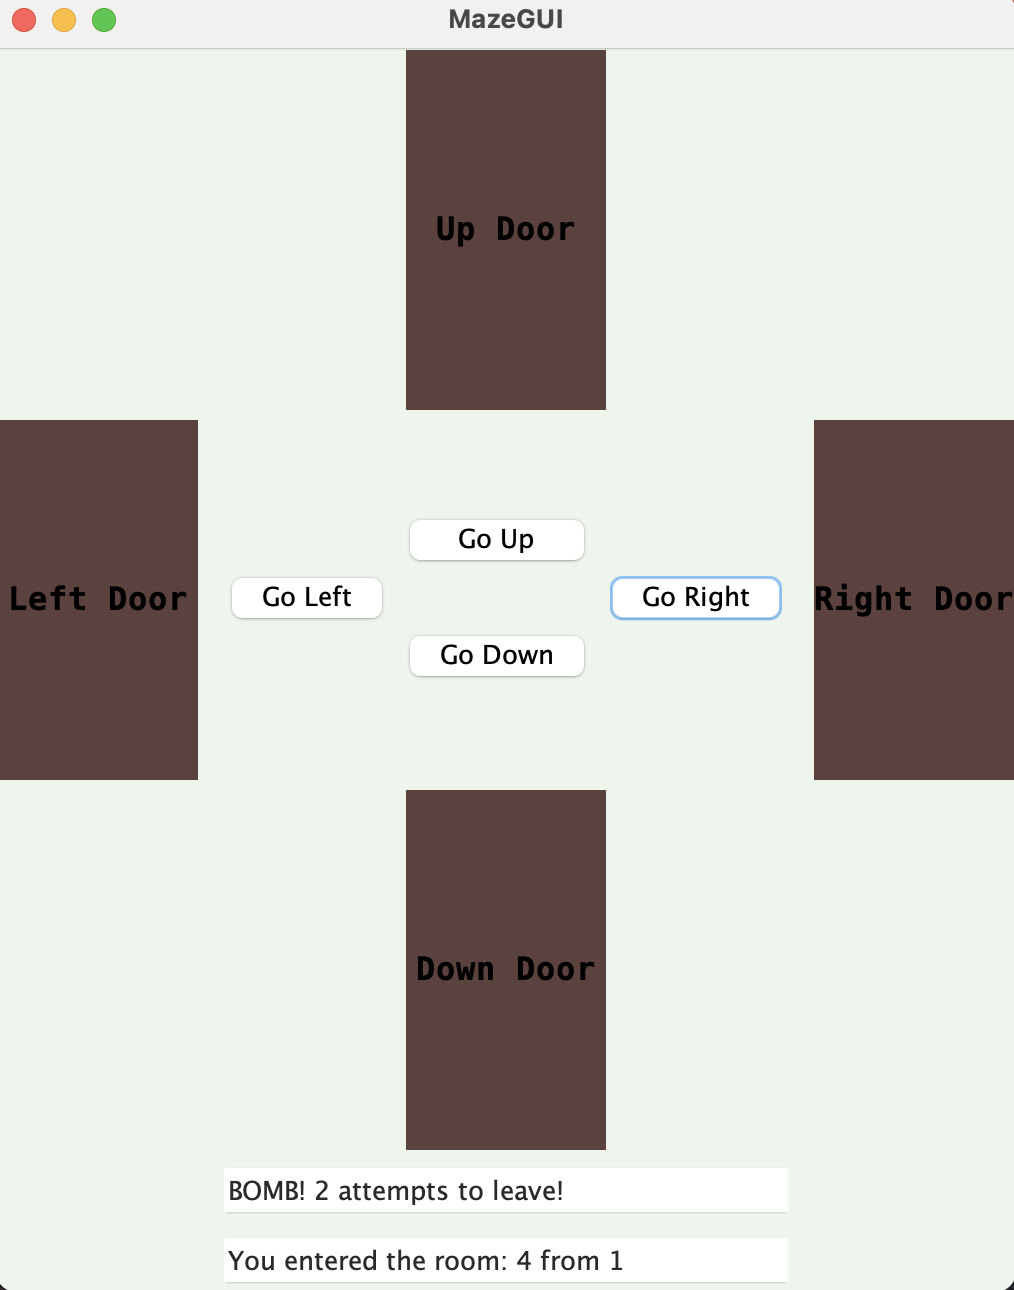 MazeGUI
Up Door
Go Up
Left Door
Go Left
Go Right
Right Door
Go Down
Down Door
BOMB! 2 attempts to leave!
You entered the room: 4 from 1